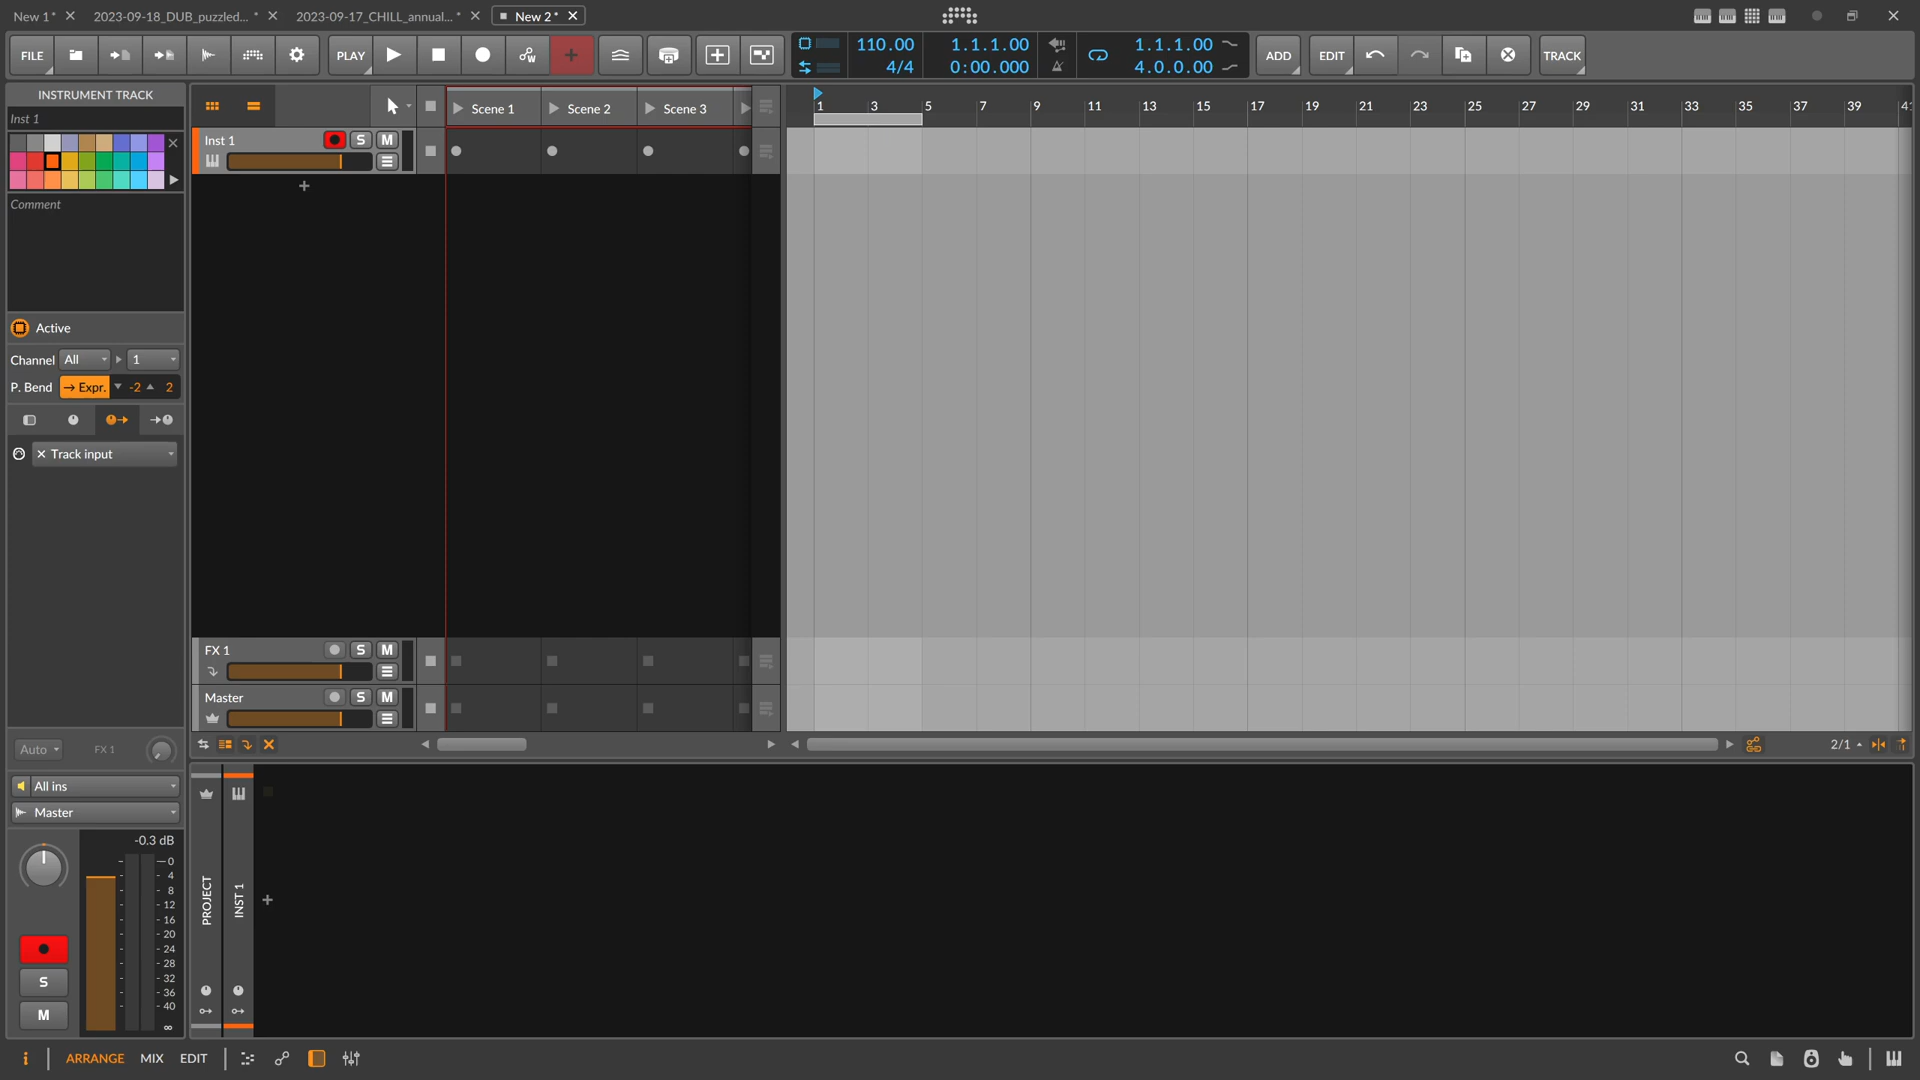 New 1* 2023-09-18_DUB_puzzled... * 2023-09-17_CHILL_annual... * New 2*
FILE PLAY 110.00 1.1.1.00 1.1.1.00 ADD EDIT TRACK
4/4 0:00.000 4.0.0.00
INSTRUMENT TRACK
Inst 1
Scene 1 Scene 2 Scene 3
1 3 5 7 9 11 13 15 17 19 21 23 25 27 29 31 33 35 37 39 41
Inst 1 S M
Comment
Active
Channel All 1
P. Bend Expr. -2 2
Track input
FX 1 S M
Master S M
Auto FX 1
2/1
All ins
Master
-0.3 dB
0
4
8
12
16
20
24
28
32
36
40
∞
S
M
PROJECT
INST 1
i ARRANGE MIX EDIT